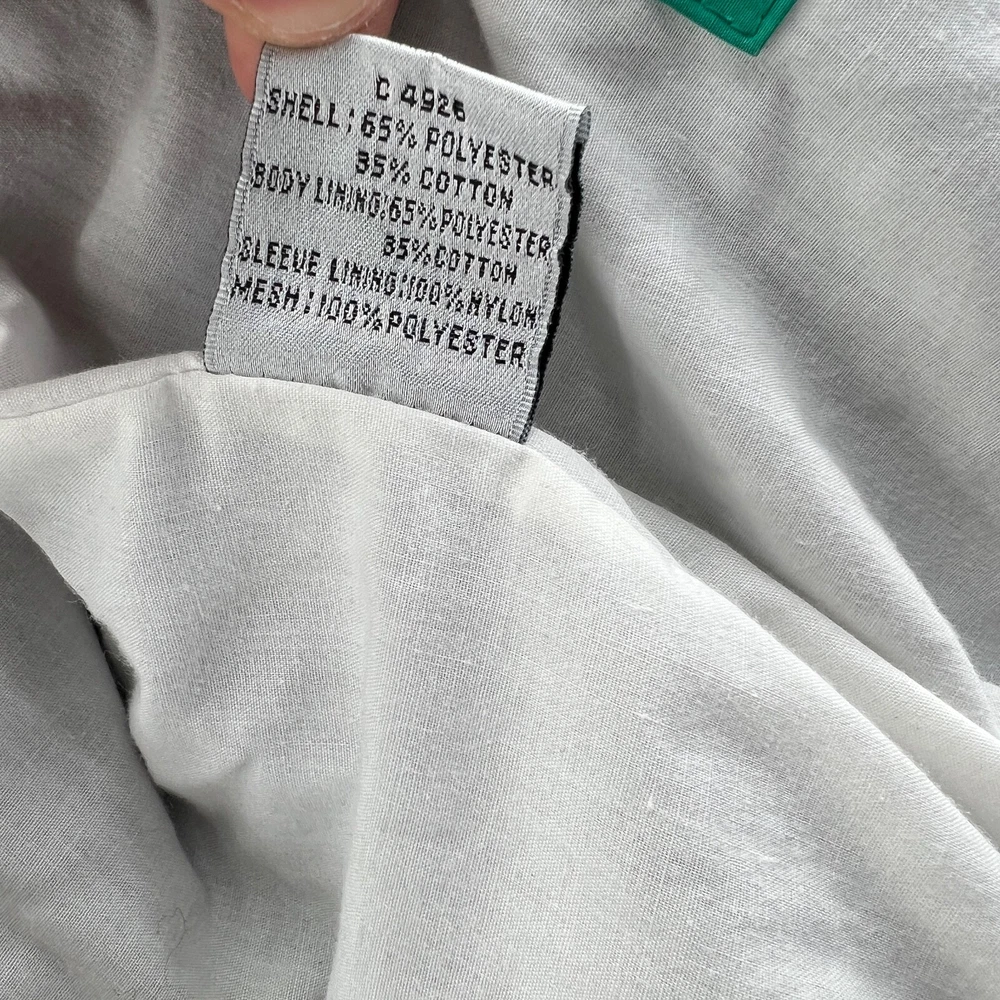 C 4926
SHELL:65% POLYESTER
35% COTTON
BODY LINING:65%POLYESTER
35%COTTON
SLEEVE LINING:100%NYLON
MESH:100%POLYESTER